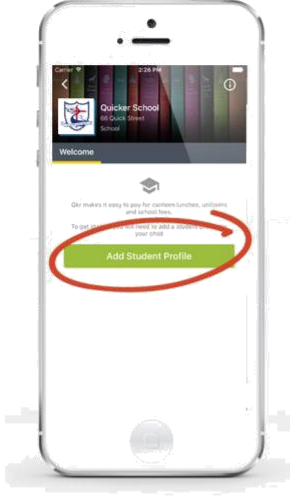 Carrier 2:26 PM
Quicker School
66 Quick Street
School
Welcome
Qkr makes it easy to pay for canteen lunches, uniforms
and school fees.
To get started you will need to add a student
your child
Add Student Profile